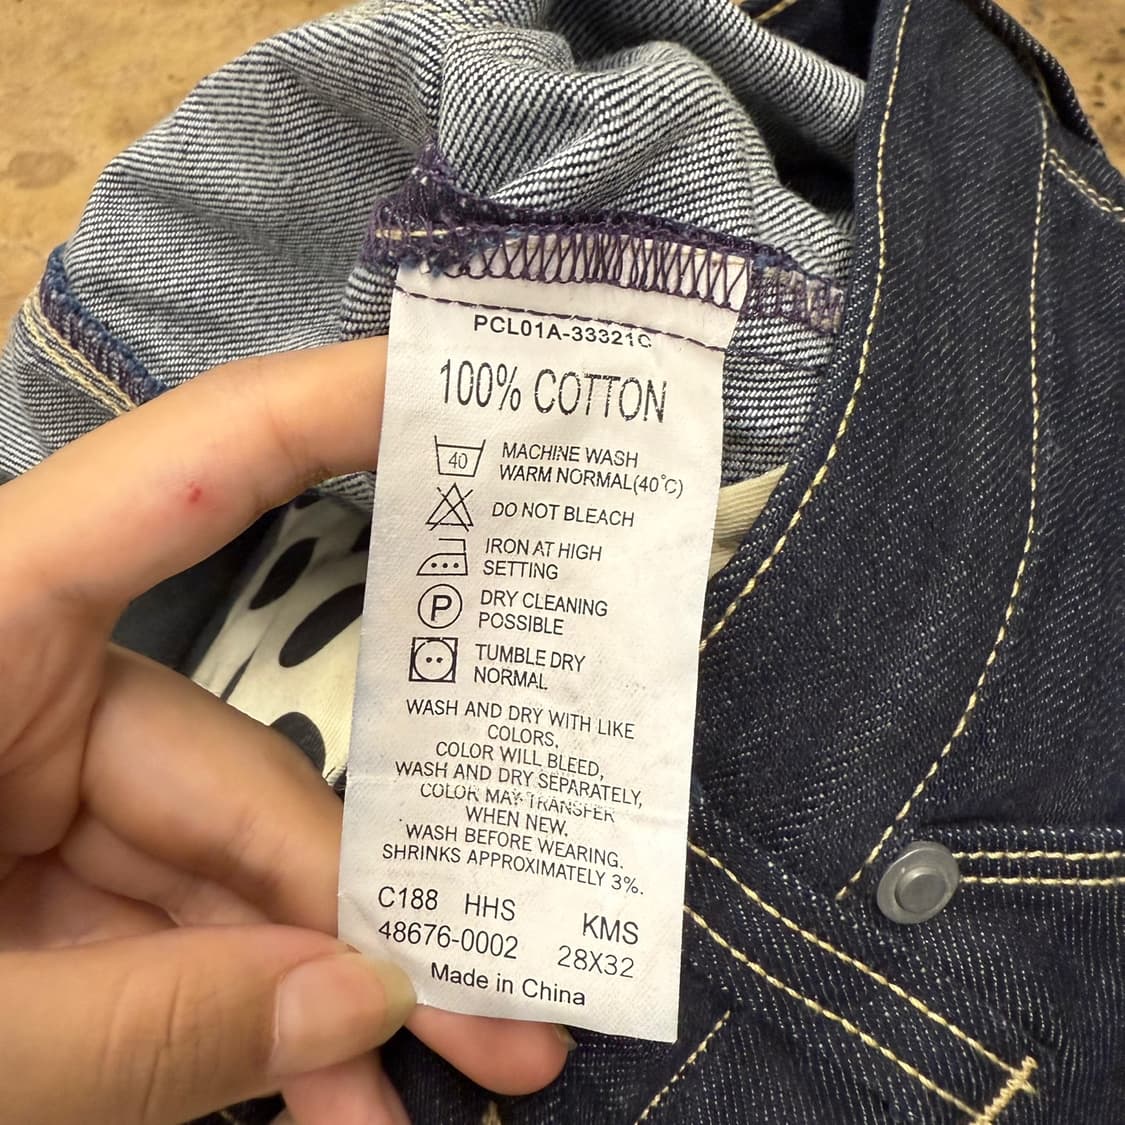 PCL01A-33321C
100% COTTON
40
MACHINE WASH
WARM NORMAL(40°C)
DO NOT BLEACH
IRON AT HIGH
SETTING
P
DRY CLEANING
POSSIBLE
TUMBLE DRY
NORMAL
WASH AND DRY WITH LIKE
COLORS,
COLOR WILL BLEED,
WASH AND DRY SEPARATELY,
COLOR MAY TRANSFER
WHEN NEW.
WASH BEFORE WEARING.
SHRINKS APPROXIMATELY 3%.
C188 HHS KMS
48676-0002 28X32
Made in China